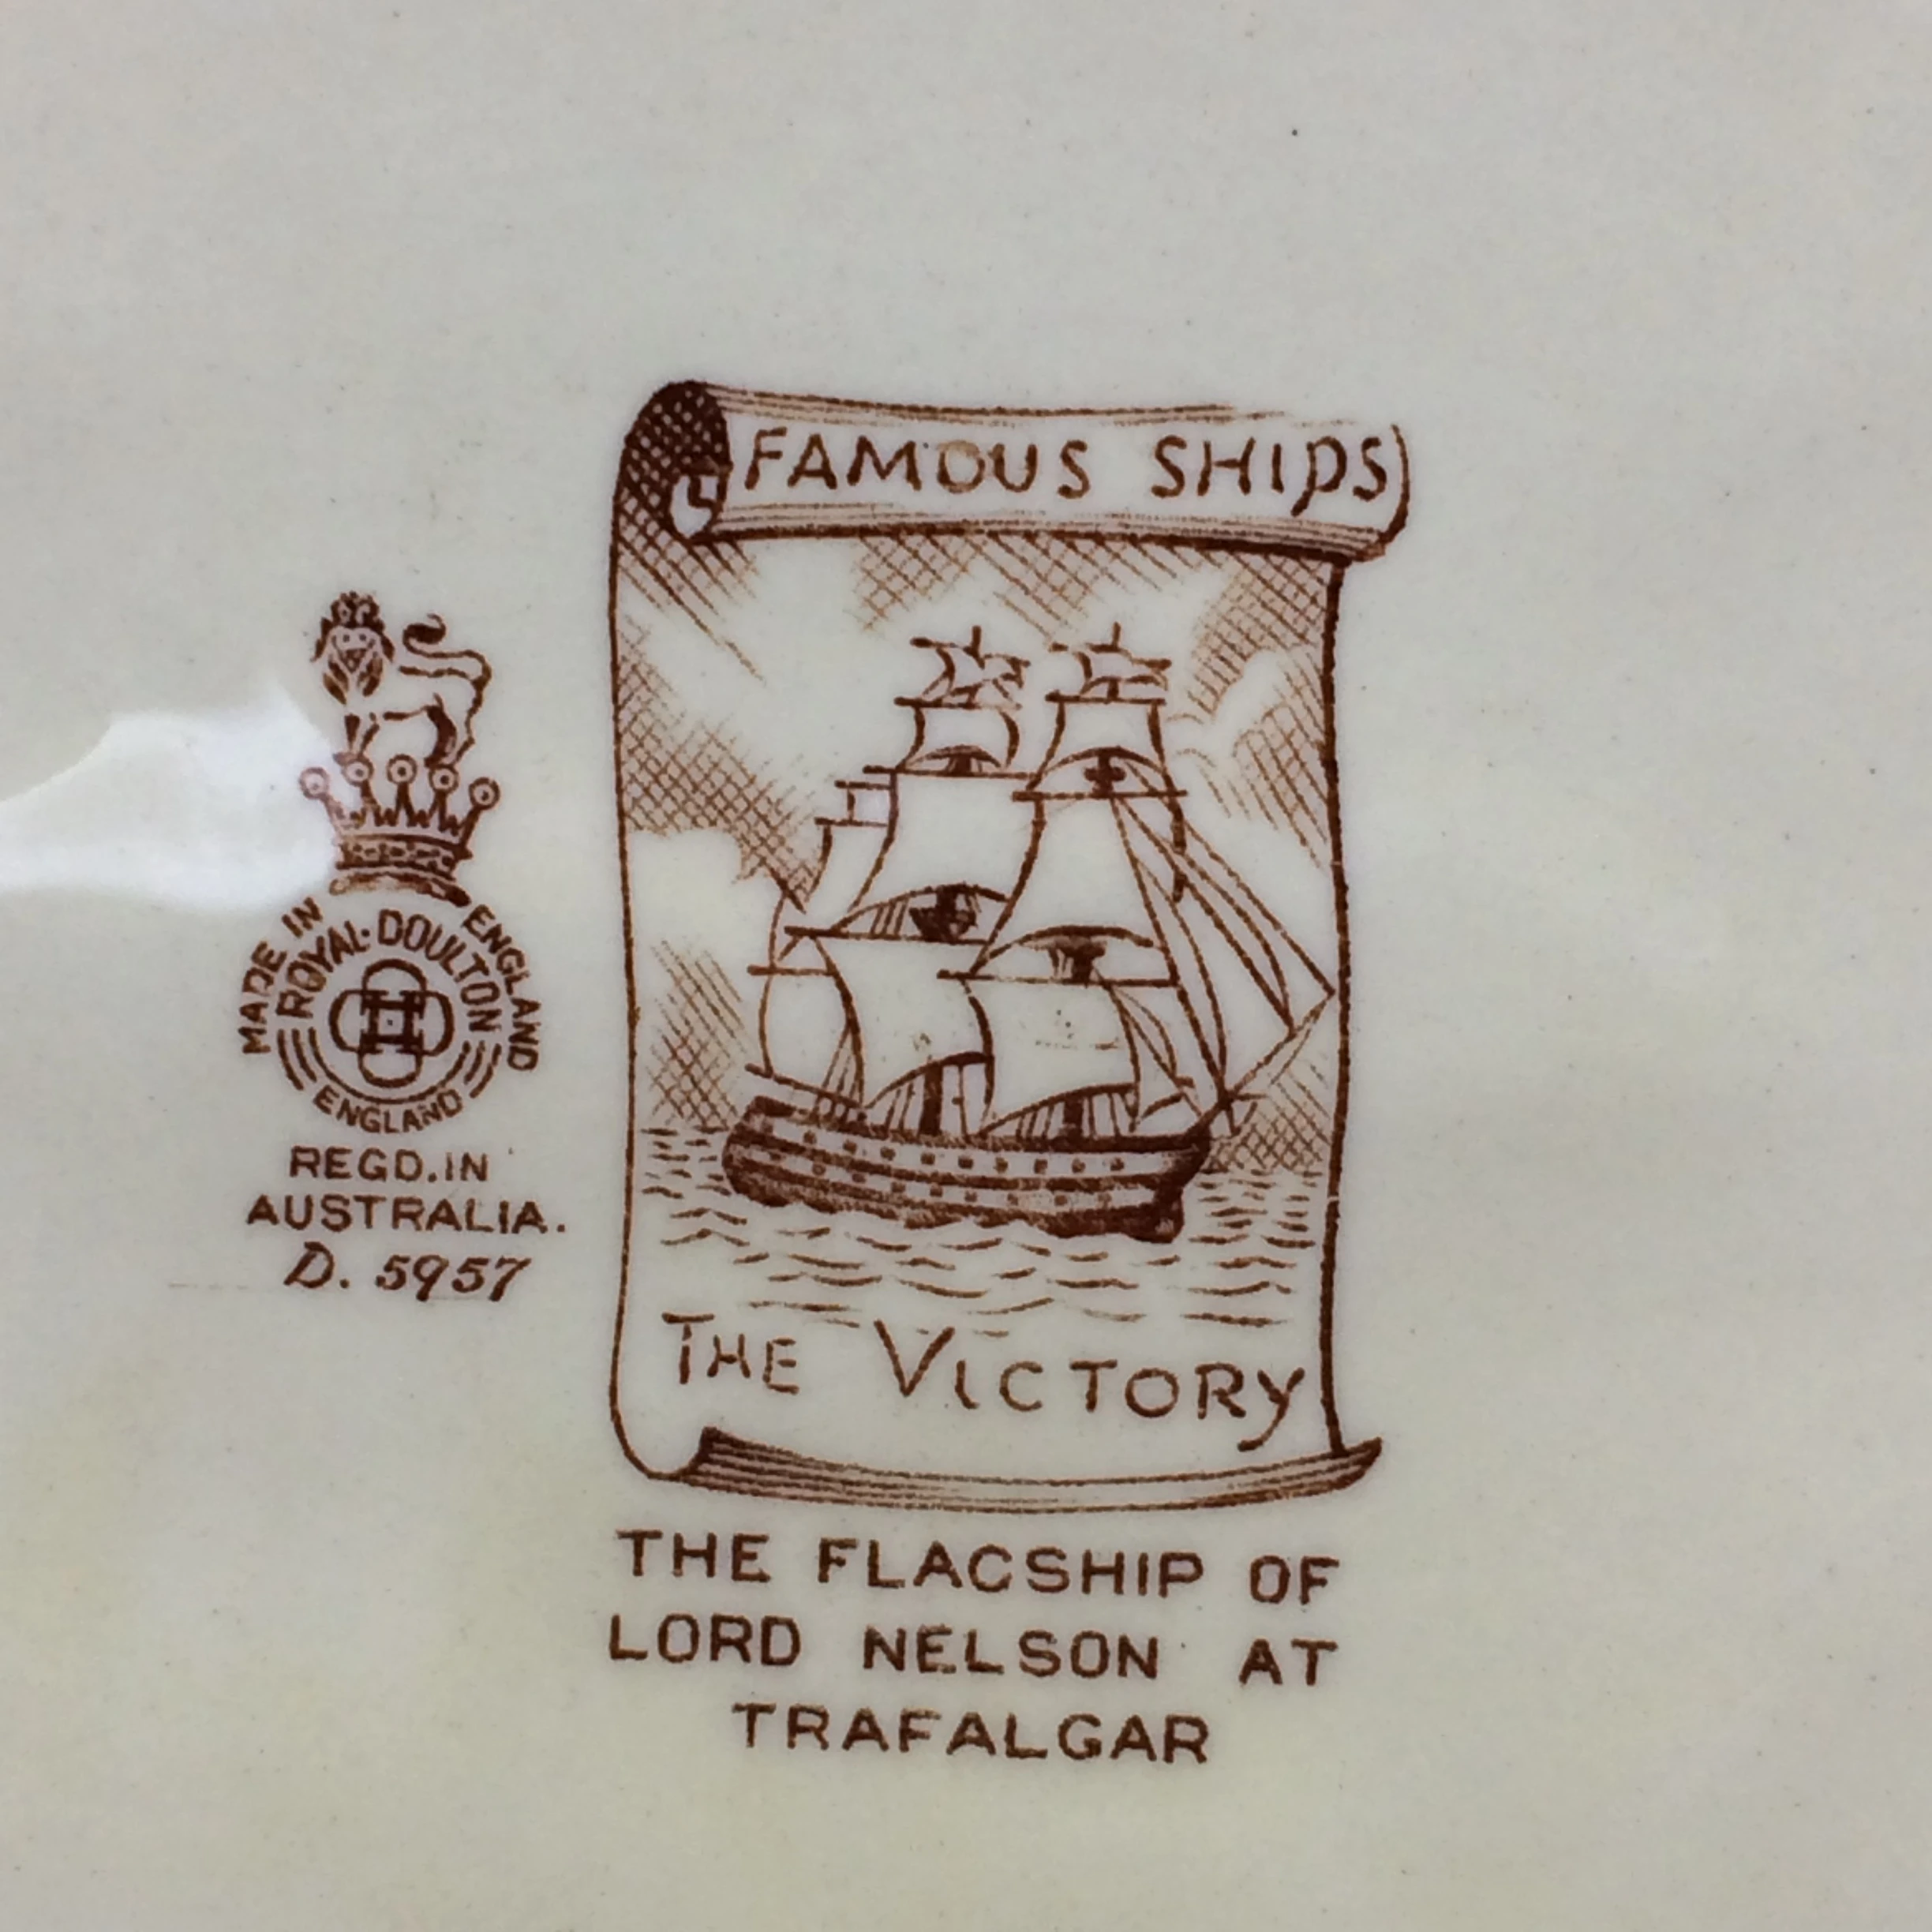 FAMOUS SHIPS
THE VICTORY
THE FLAGSHIP OF
LORD NELSON AT
TRAFALGAR
MADE IN ENGLAND
ROYAL·DOULTON
ENGLAND
REGD.IN
AUSTRALIA.
D. 5957